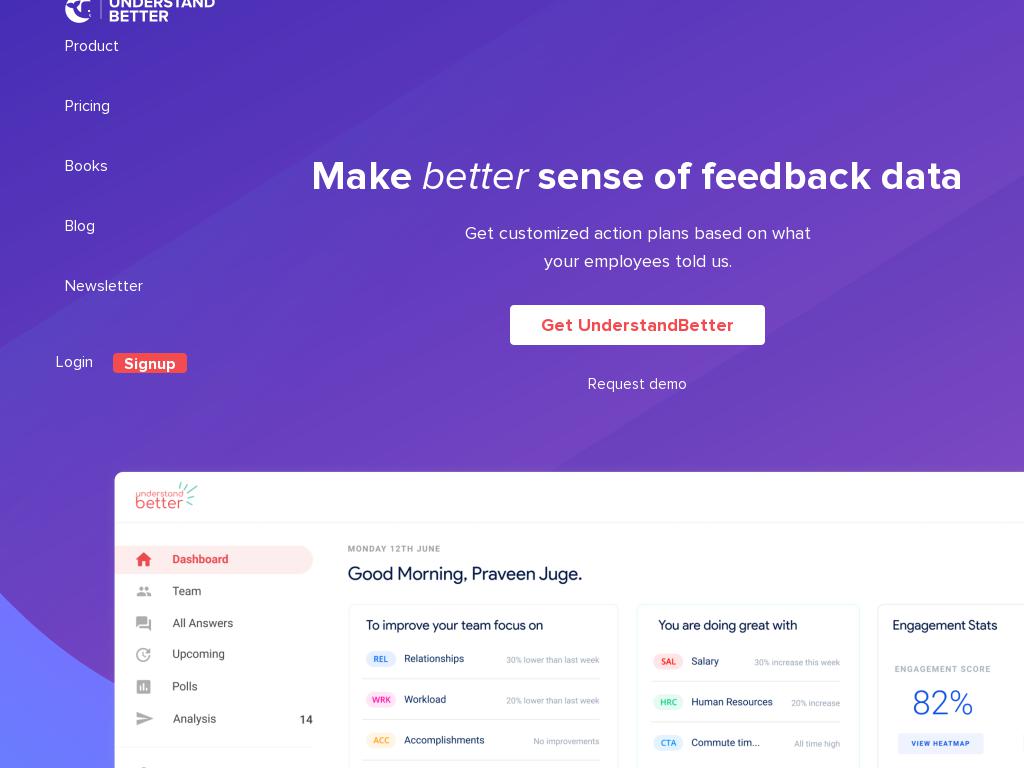 UNDERSTAND
BETTER
Product
Pricing
Books
Blog
Newsletter
Login
Signup
Make better sense of feedback data
Get customized action plans based on what
your employees told us.
Get UnderstandBetter
Request demo
understand
better
Dashboard
Team
All Answers
Upcoming
Polls
Analysis 14
MONDAY 12TH JUNE
Good Morning, Praveen Juge.
To improve your team focus on
REL Relationships 30% lower than last week
WRK Workload 20% lower than last week
ACC Accomplishments No improvements
You are doing great with
SAL Salary 30% increase this week
HRC Human Resources 20% increase
CTA Commute tim... All time high
Engagement Stats
ENGAGEMENT SCORE
82%
VIEW HEATMAP